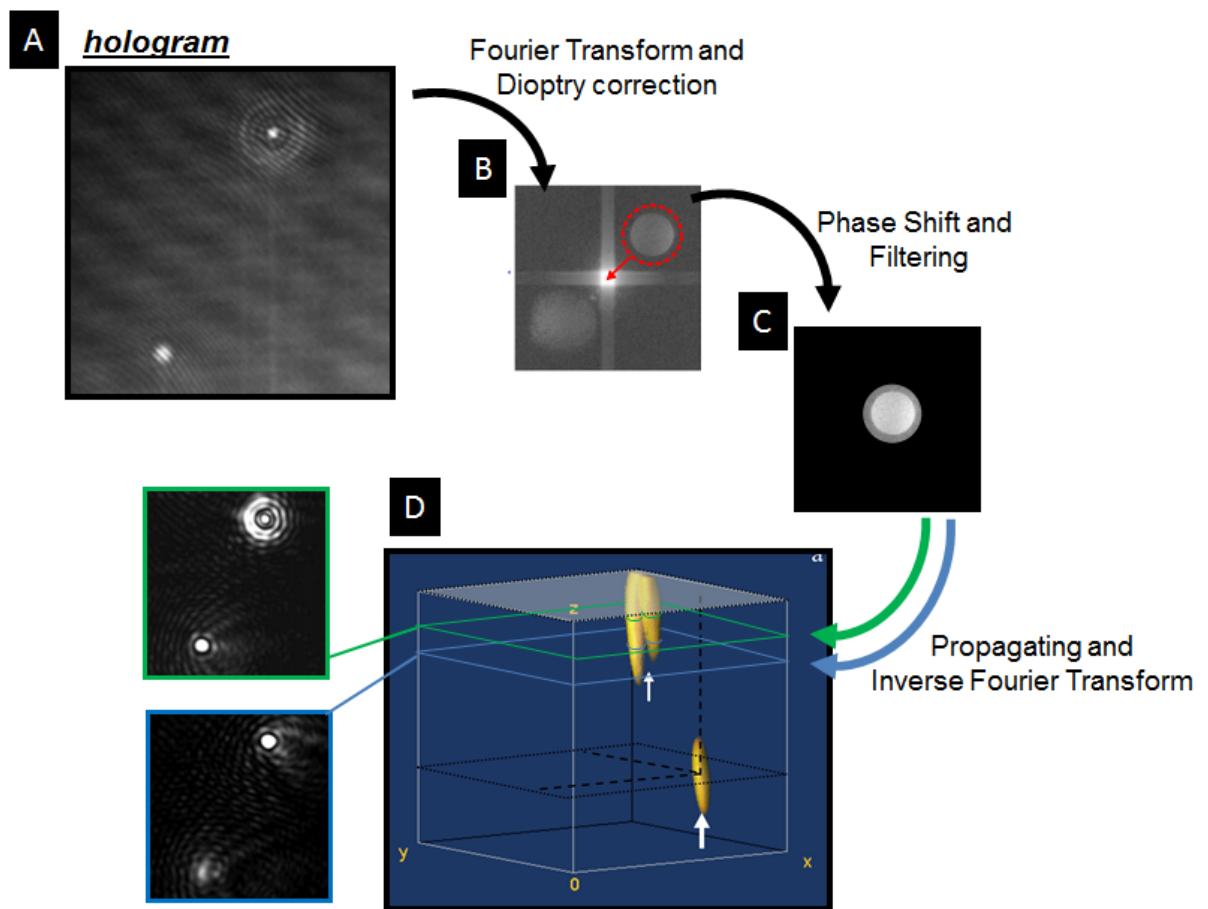 A
hologram
Fourier Transform and
Dioptry correction
B
Phase Shift and
Filtering
C
D
a
z
Propagating and
Inverse Fourier Transform
y
x
0